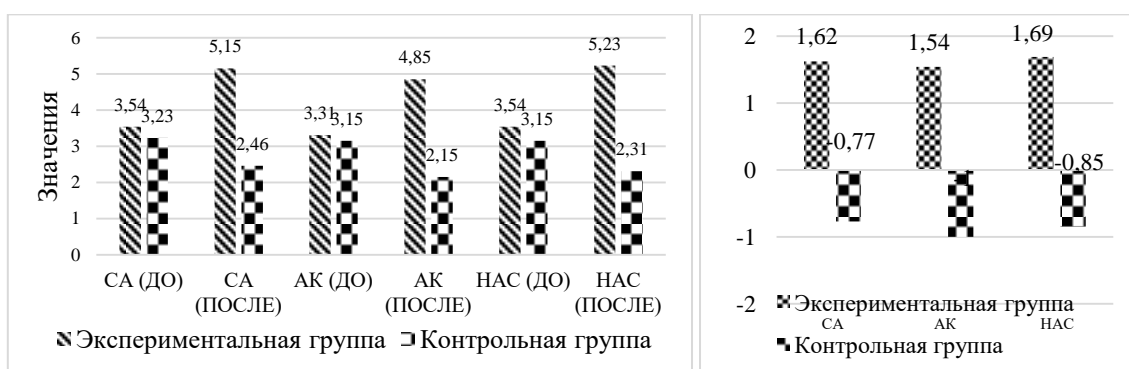 6
5
4
3
2
1
0
Значения
3,54
3,23
5,15
2,46
3,31
3,15
4,85
2,15
3,54
3,15
5,23
2,31
СА (ДО)
СА
(ПОСЛЕ)
АК (ДО)
АК
(ПОСЛЕ)
НАС (ДО)
НАС
(ПОСЛЕ)
Экспериментальная группа
Контрольная группа
2
1
0
-1
-2
1,62
1,54
1,69
-0,77
-0,85
Экспериментальная группа
СА
АК
НАС
Контрольная группа